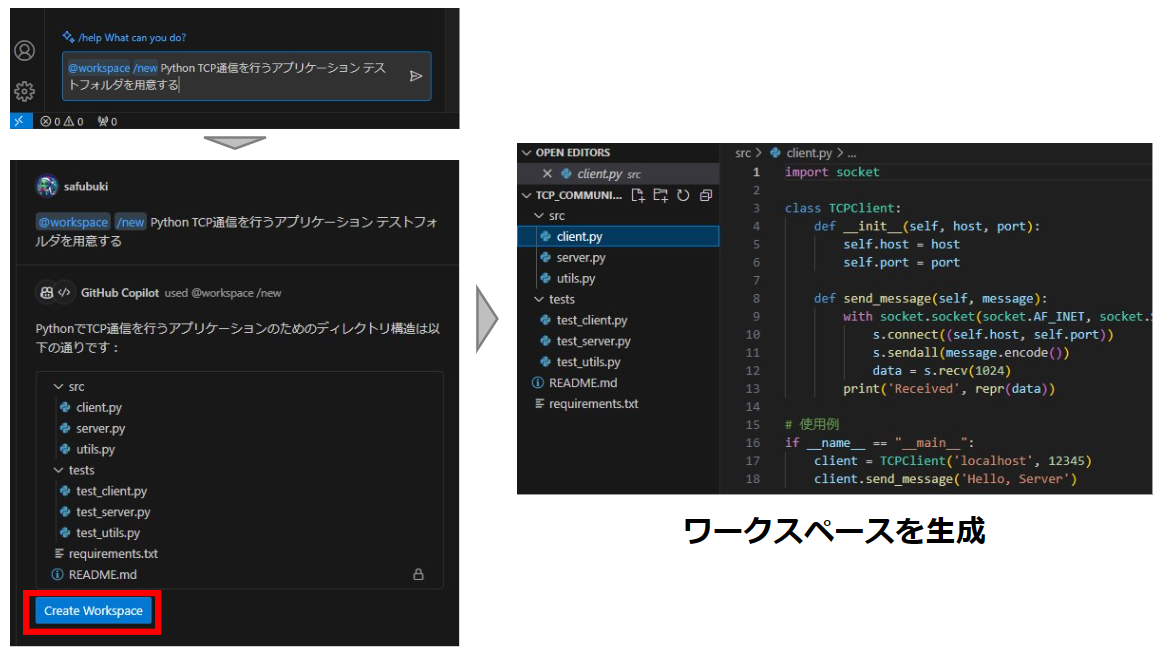 /help What can you do?
@workspace /new Python TCP通信を行うアプリケーション テス
トフォルダを用意する
0 0 0
safubuki
@workspace /new Python TCP通信を行うアプリケーション テストフォ
ルダを用意する
GitHub Copilot used @workspace /new
PythonでTCP通信を行うアプリケーションのためのディレクトリ構造は以
下の通りです：
src
client.py
server.py
utils.py
tests
test_client.py
test_server.py
test_utils.py
requirements.txt
README.md
Create Workspace
OPEN EDITORS
client.py src
TCP_COMMUNI...
src
client.py
server.py
utils.py
tests
test_client.py
test_server.py
test_utils.py
README.md
requirements.txt
src > client.py > ...
1 import socket
2
3 class TCPClient:
4 def __init__(self, host, port):
5 self.host = host
6 self.port = port
7
8 def send_message(self, message):
9 with socket.socket(socket.AF_INET, socket.
10 s.connect((self.host, self.port))
11 s.sendall(message.encode())
12 data = s.recv(1024)
13 print('Received', repr(data))
14
15 # 使用例
16 if __name__ == "__main__":
17 client = TCPClient('localhost', 12345)
18 client.send_message('Hello, Server')
ワークスペースを生成